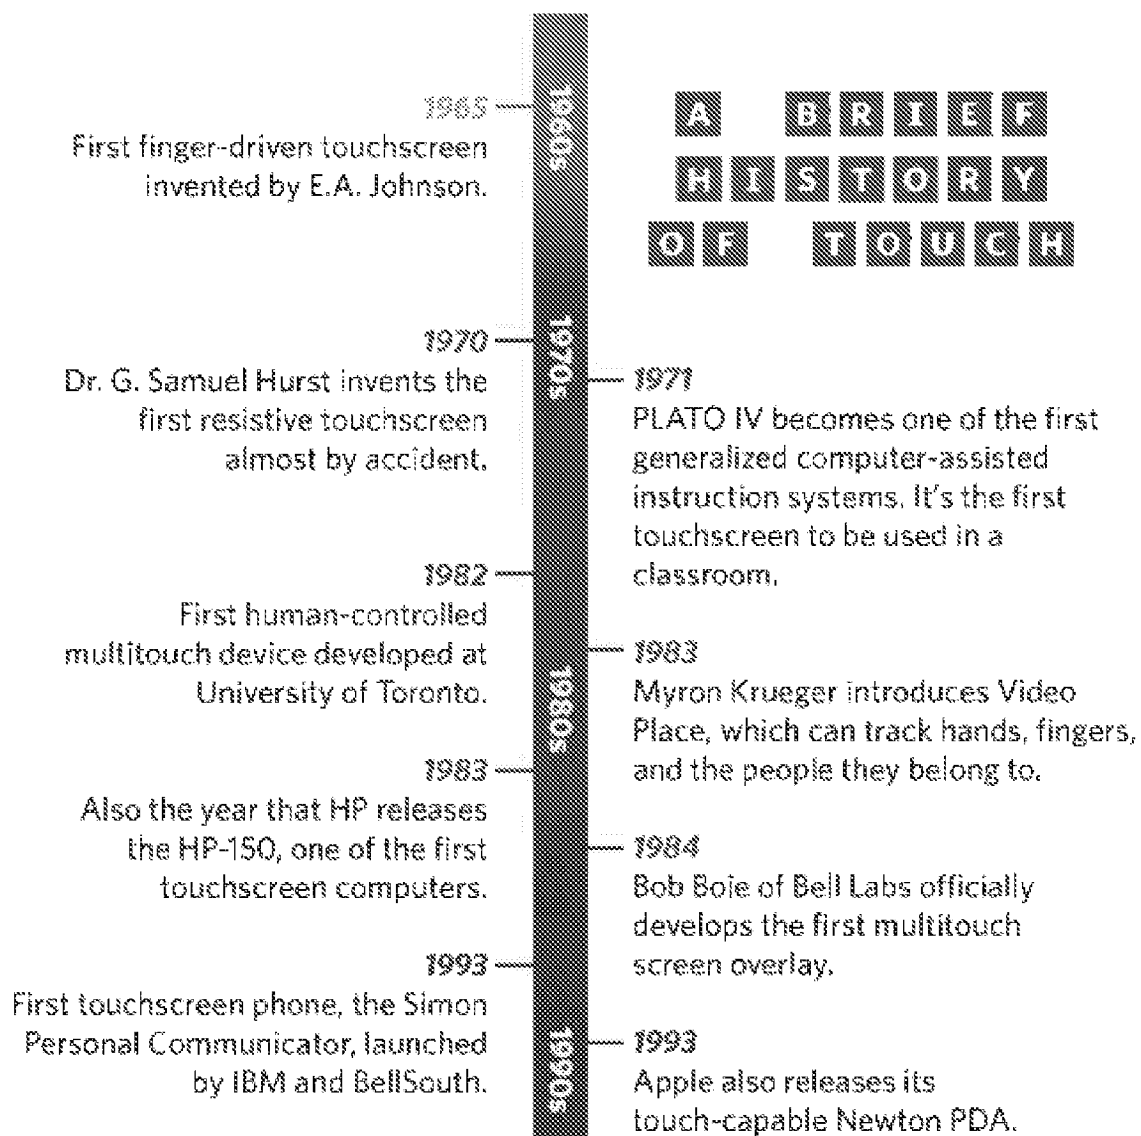 A BRIEF
HISTORY
OF TOUCH
1960s
1965
First finger-driven touchscreen
invented by E.A. Johnson.
1970s
1970
Dr. G. Samuel Hurst invents the
first resistive touchscreen
almost by accident.
1971
PLATO IV becomes one of the first
generalized computer-assisted
instruction systems. It's the first
touchscreen to be used in a
classroom.
1980s
1982
First human-controlled
multitouch device developed at
University of Toronto.
1983
Myron Krueger introduces Video
Place, which can track hands, fingers,
and the people they belong to.
1983
Also the year that HP releases
the HP-150, one of the first
touchscreen computers.
1984
Bob Boie of Bell Labs officially
develops the first multitouch
screen overlay.
1990s
1993
First touchscreen phone, the Simon
Personal Communicator, launched
by IBM and BellSouth.
1993
Apple also releases its
touch-capable Newton PDA.